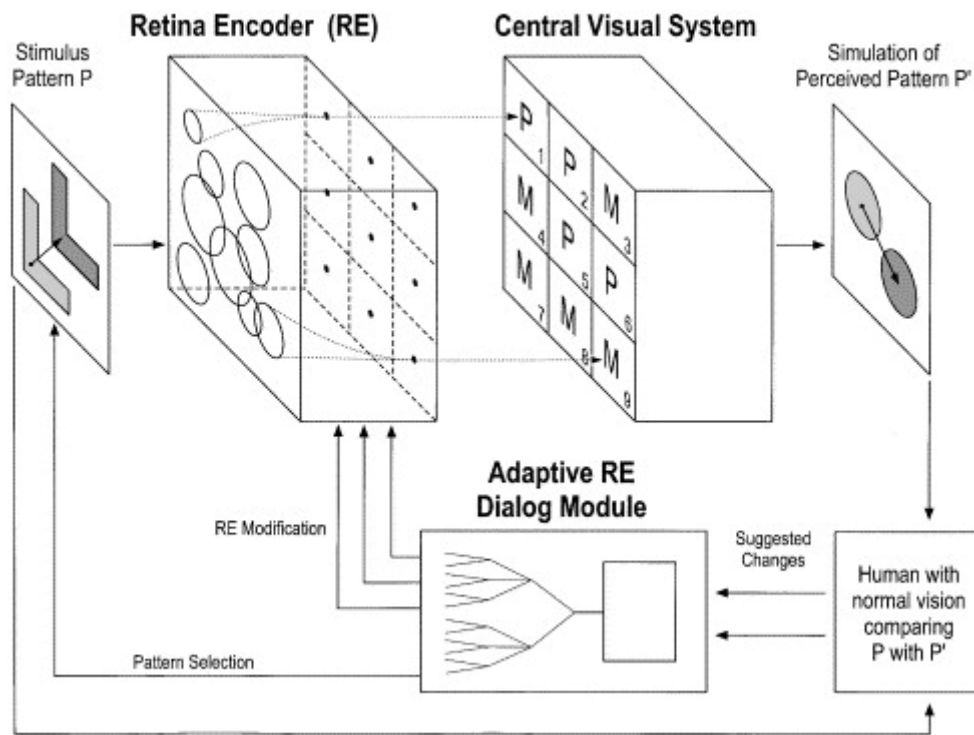 Retina Encoder (RE)
Central Visual System
Stimulus
Pattern P
Simulation of
Perceived Pattern P'
P
1
P
2
M
3
M
4
P
5
P
6
M
7
M
8
M
9
Adaptive RE
Dialog Module
RE Modification
Suggested
Changes
Human with
normal vision
comparing
P with P'
Pattern Selection